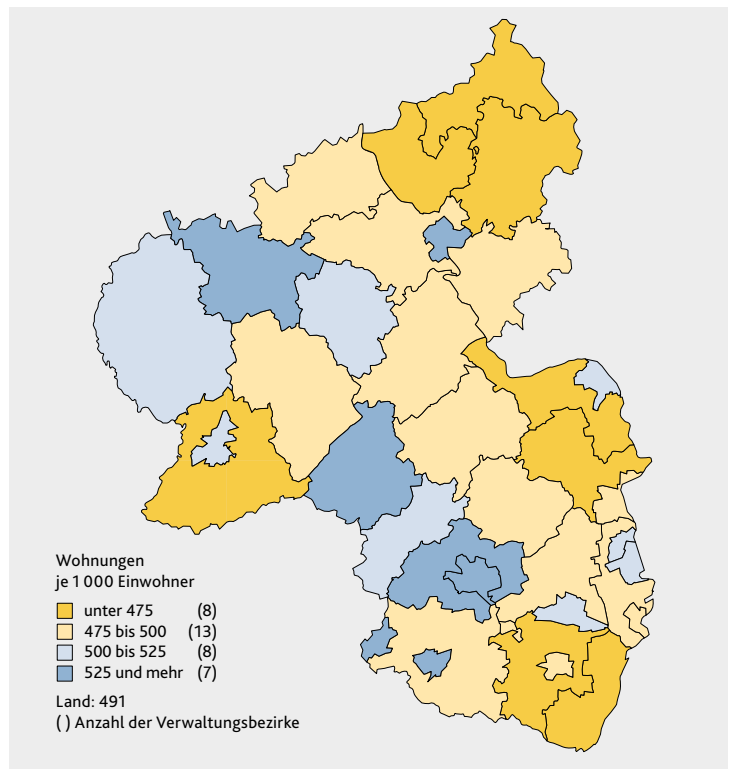 Wohnungen
je 1 000 Einwohner
unter 475 (8)
475 bis 500 (13)
500 bis 525 (8)
525 und mehr (7)
Land: 491
( ) Anzahl der Verwaltungsbezirke